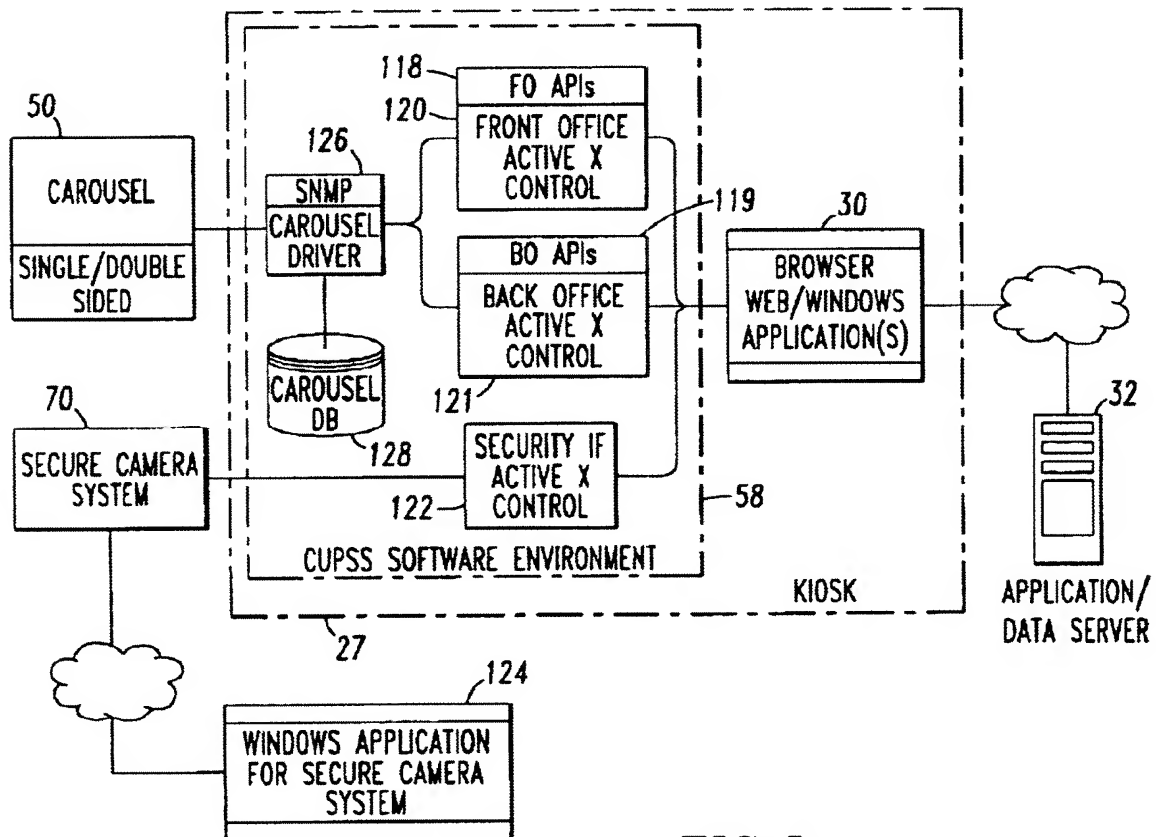 50
CAROUSEL
SINGLE/DOUBLE
SIDED
126
SNMP
CAROUSEL
DRIVER
CAROUSEL
DB
128
118
FO APIs
120
FRONT OFFICE
ACTIVE X
CONTROL
119
BO APIs
BACK OFFICE
ACTIVE X
CONTROL
121
SECURITY IF
ACTIVE X
CONTROL
122
58
CUPSS SOFTWARE ENVIRONMENT
30
BROWSER
WEB/WINDOWS
APPLICATION(S)
KIOSK
27
32
APPLICATION/
DATA SERVER
70
SECURE CAMERA
SYSTEM
124
WINDOWS APPLICATION
FOR SECURE CAMERA
SYSTEM